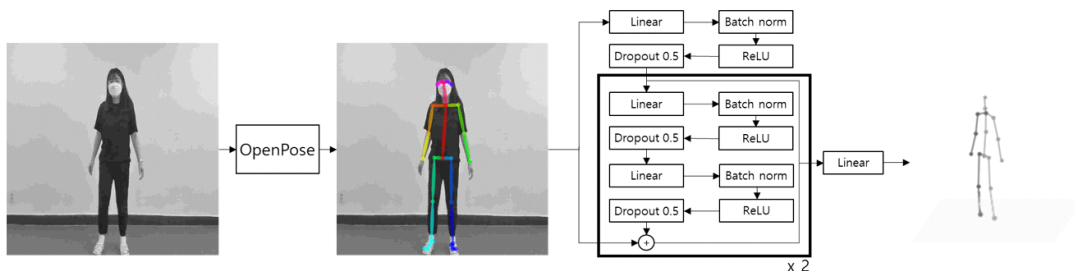 OpenPose
Linear
Batch norm
Dropout 0.5
ReLU
Linear
Batch norm
Dropout 0.5
ReLU
Linear
Batch norm
Dropout 0.5
ReLU
+
x 2
Linear